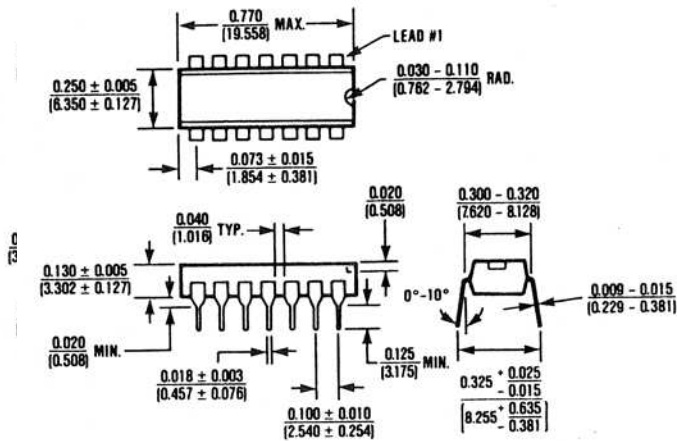 0.770
(19.558) MAX.
LEAD #1
0.250 ± 0.005
(6.350 ± 0.127)
0.030 - 0.110
(0.762 - 2.794) RAD.
0.073 ± 0.015
(1.854 ± 0.381)
0.040
(1.016) TYP.
0.020
(0.508)
0.300 - 0.320
(7.620 - 8.128)
0.130 ± 0.005
(3.302 ± 0.127)
0°-10°
0.009 - 0.015
(0.229 - 0.381)
0.020
(0.508) MIN.
0.125
(3.175) MIN.
0.018 ± 0.003
(0.457 ± 0.076)
0.100 ± 0.010
(2.540 ± 0.254)
0.325 + 0.025
- 0.015
(8.255 + 0.635
- 0.381)